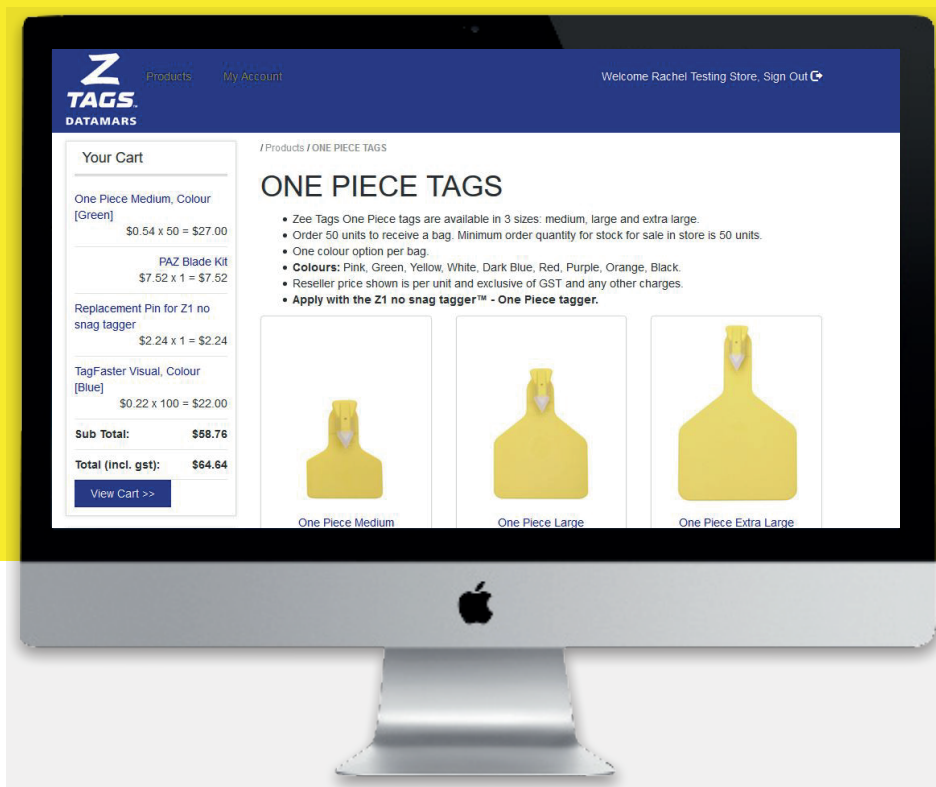 Z
TAGS™
DATAMARS
Products My Account
Welcome Rachel Testing Store, Sign Out
Your Cart
One Piece Medium, Colour
[Green]
$0.54 x 50 = $27.00
PAZ Blade Kit
$7.52 x 1 = $7.52
Replacement Pin for Z1 no
snag tagger
$2.24 x 1 = $2.24
TagFaster Visual, Colour
[Blue]
$0.22 x 100 = $22.00
Sub Total: $58.76
Total (incl. gst): $64.64
View Cart >>
/ Products / ONE PIECE TAGS
ONE PIECE TAGS
• Zee Tags One Piece tags are available in 3 sizes: medium, large and extra large.
• Order 50 units to receive a bag. Minimum order quantity for stock for sale in store is 50 units.
• One colour option per bag.
• Colours: Pink, Green, Yellow, White, Dark Blue, Red, Purple, Orange, Black.
• Reseller price shown is per unit and exclusive of GST and any other charges.
• Apply with the Z1 no snag tagger™ - One Piece tagger.
One Piece Medium
One Piece Large
One Piece Extra Large